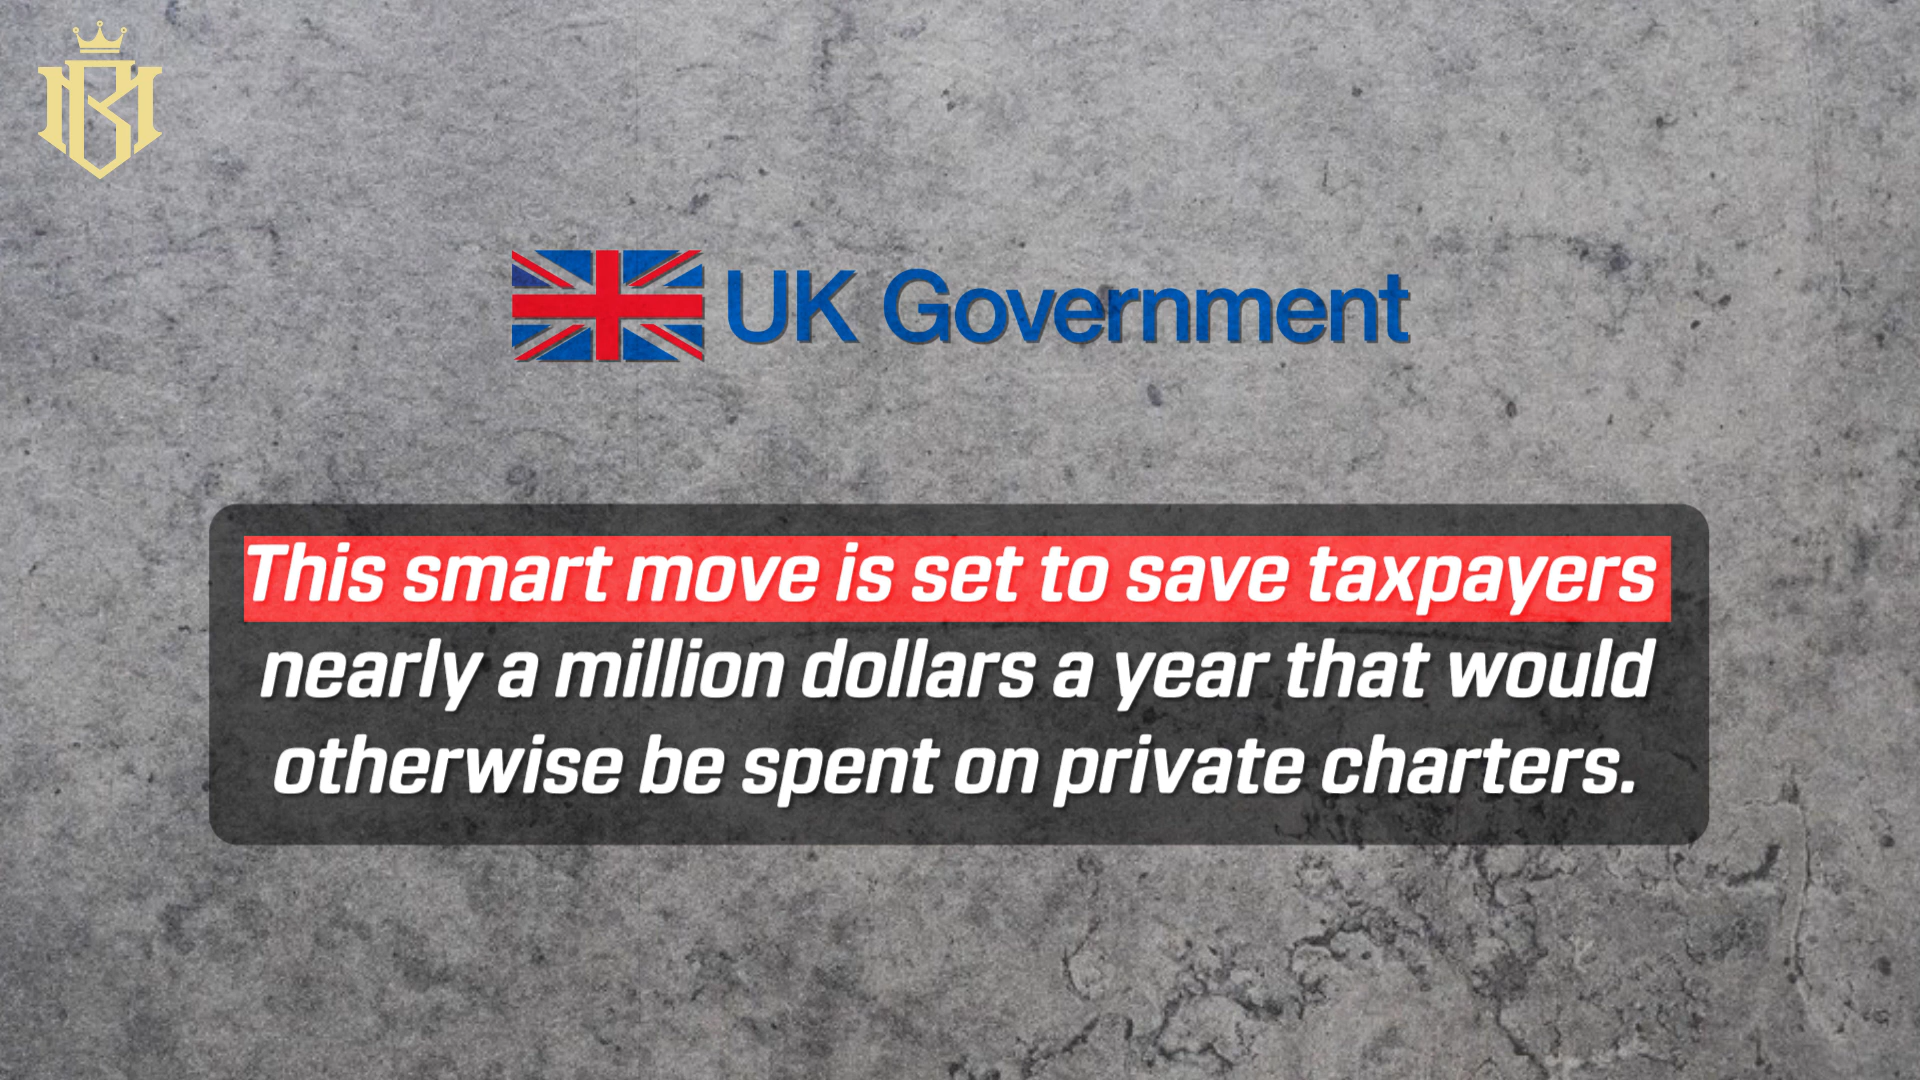 UK Government
This smart move is set to save taxpayers
nearly a million dollars a year that would
otherwise be spent on private charters.